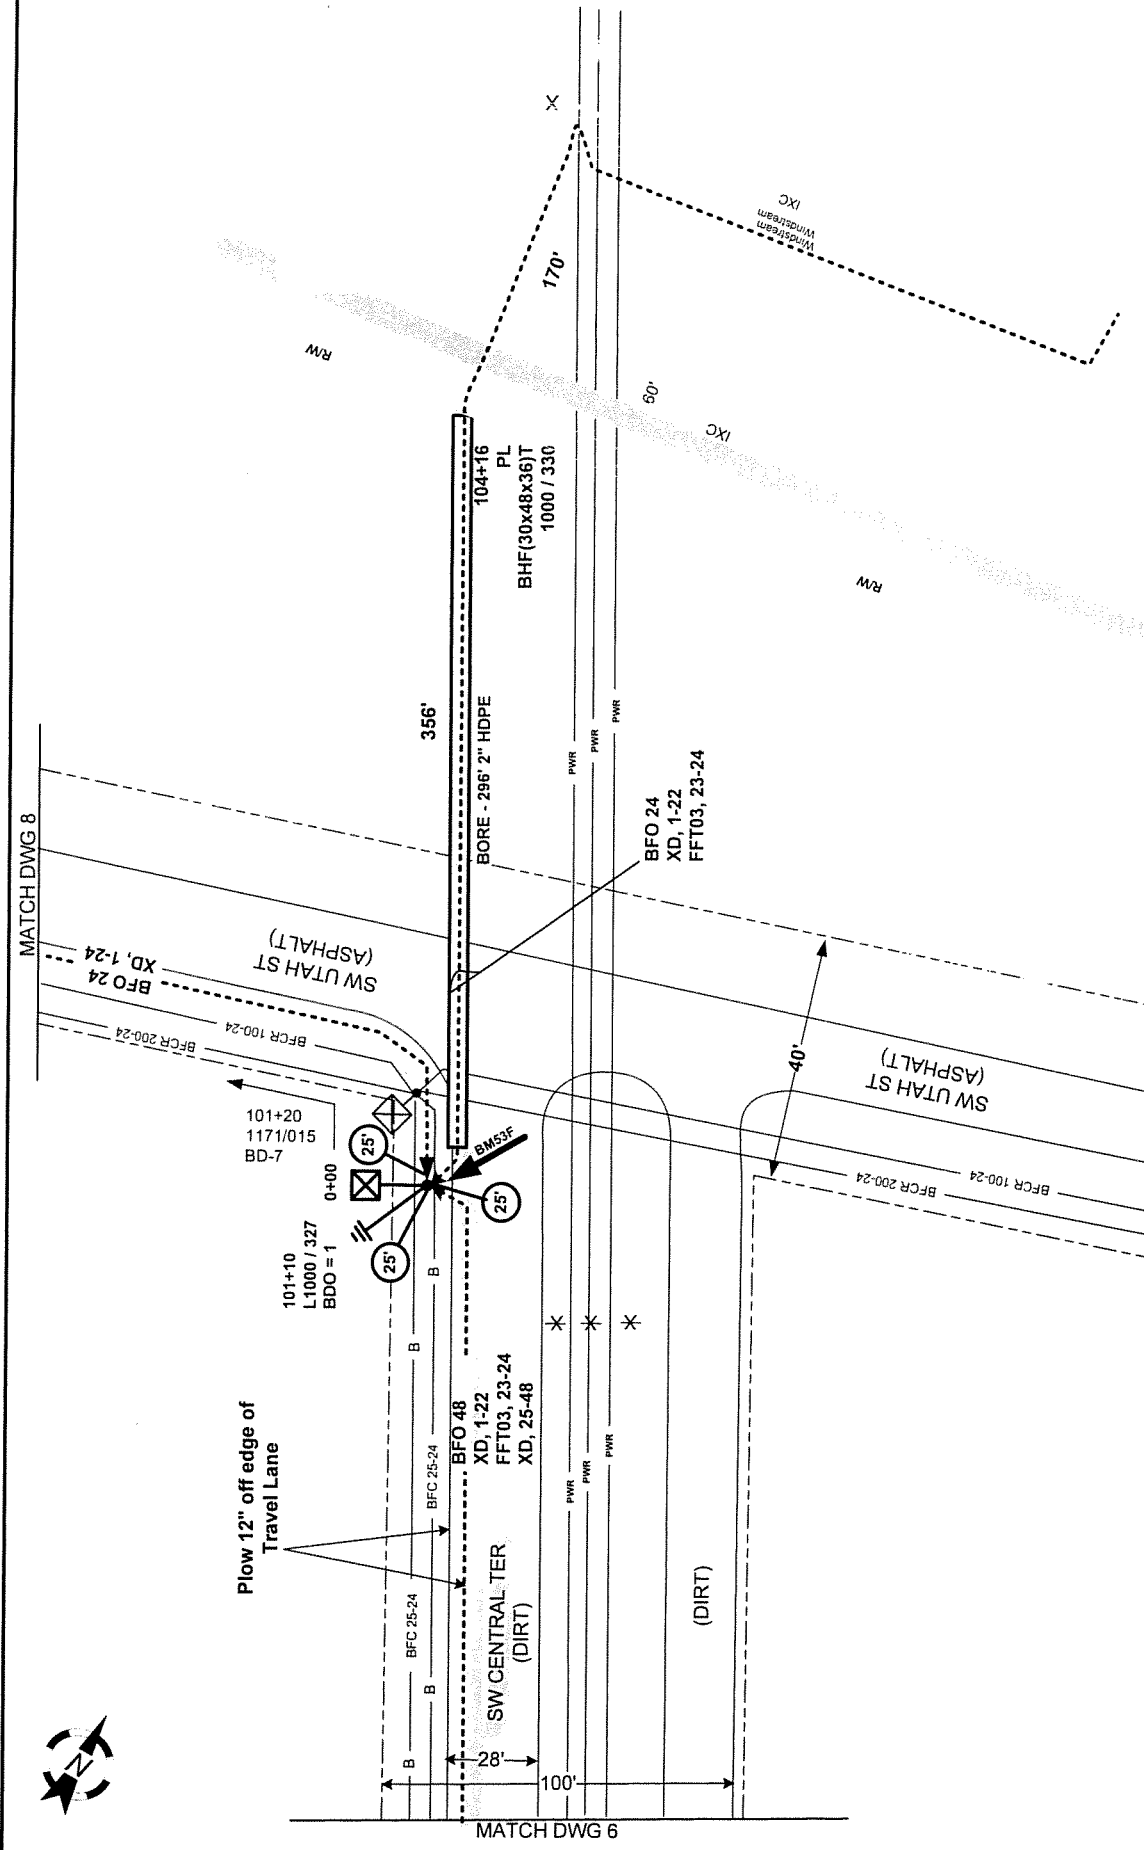 MATCH DWG 8
X
170'
IXC
Windstream
Windstream
R/W
60'
IXC
R/W
104+16
PL
BHF(30x48x36)T
1000 / 330
356'
BORE - 296' 2" HDPE
PWR
PWR
PWR
BFO 24
XD, 1-22
FFT03, 23-24
BFO 24
XD, 1-24
SW UTAH ST
(ASPHALT)
BFCR 100-24
BFCR 200-24
101+20
1171/015
BD-7
0+00
25'
25'
25'
BM53F
101+10
L1000 / 327
BDO = 1
40'
SW UTAH ST
(ASPHALT)
BFCR 200-24
BFCR 100-24
B
B
Plow 12" off edge of
Travel Lane
BFO 48
XD, 1-22
FFT03, 23-24
XD, 25-48
BFC 25-24
BFC 25-24
PWR
PWR
PWR
SW CENTRAL TER
(DIRT)
(DIRT)
B
B
28'
100'
N
MATCH DWG 6